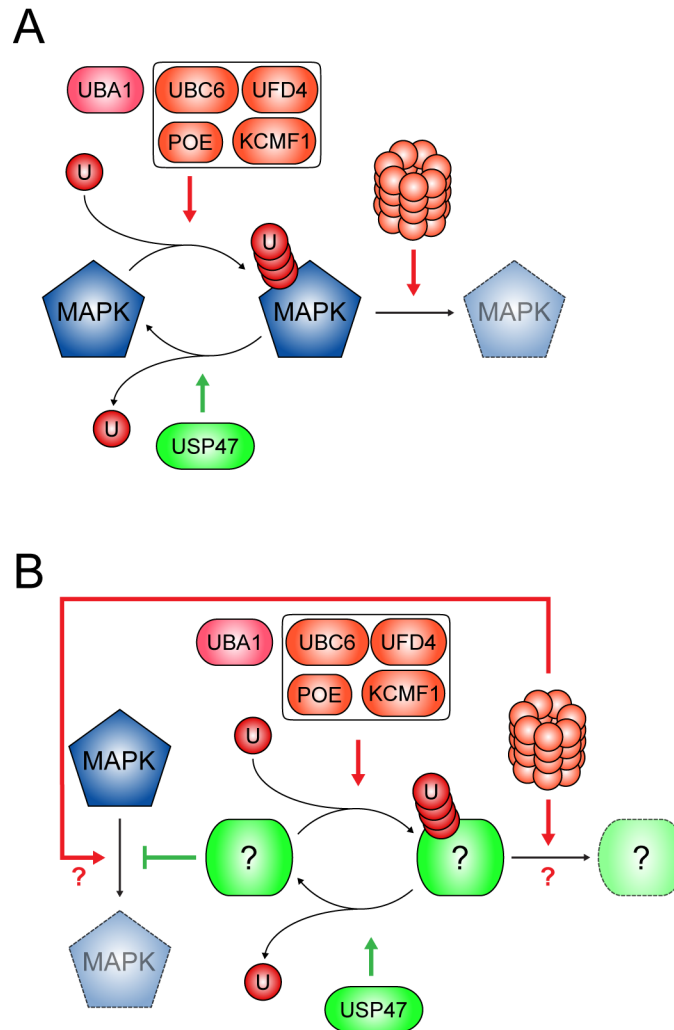 A
UBA1 UBC6 UFD4
POE KCMF1
U
U
MAPK MAPK MAPK
U
USP47
B
UBA1 UBC6 UFD4
POE KCMF1
U
MAPK
U
? ? ?
? ?
MAPK
U
USP47